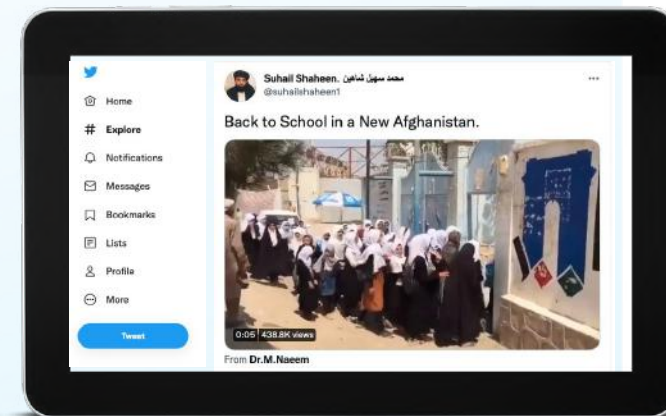 Home
Explore
Notifications
Messages
Bookmarks
Lists
Profile
More
Tweet
Suhail Shaheen. محمد سهیل شاهین
@suhailshaheen1
Back to School in a New Afghanistan.
0:05 438.8K views
From Dr.M.Naeem